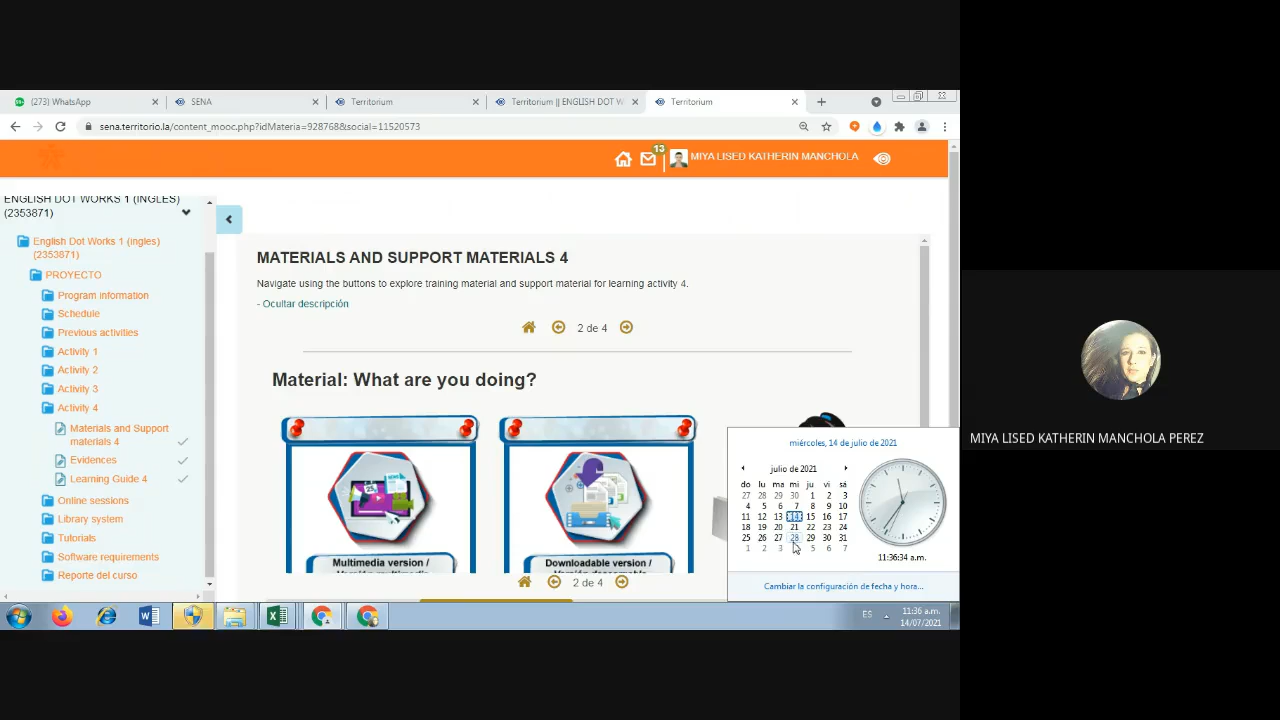 (273) WhatsApp
SENA
Territorium
Territorium || ENGLISH DOT W
Territorium
sena.territorio.la/content_mooc.php?idMateria=928768&social=11520573
13
MIYA LISED KATHERIN MANCHOLA
ENGLISH DOT WORKS 1 (INGLES)
(2353871)
English Dot Works 1 (ingles)
(2353871)
PROYECTO
Program information
Schedule
Previous activities
Activity 1
Activity 2
Activity 3
Activity 4
Materials and Support
materials 4
Evidences
Learning Guide 4
Online sessions
Library system
Tutorials
Software requirements
Reporte del curso
MATERIALS AND SUPPORT MATERIALS 4
Navigate using the buttons to explore training material and support material for learning activity 4.
- Ocultar descripción
2 de 4
Material: What are you doing?
Multimedia version /
Downloadable version /
2 de 4
miércoles, 14 de julio de 2021
julio de 2021
do lu ma mi ju vi sá
27 28 29 30 1 2 3
4 5 6 7 8 9 10
11 12 13 14 15 16 17
18 19 20 21 22 23 24
25 26 27 28 29 30 31
1 2 3 4 5 6 7
11:36:34 a.m.
Cambiar la configuración de fecha y hora...
ES
11:36 a.m.
14/07/2021
MIYA LISED KATHERIN MANCHOLA PEREZ